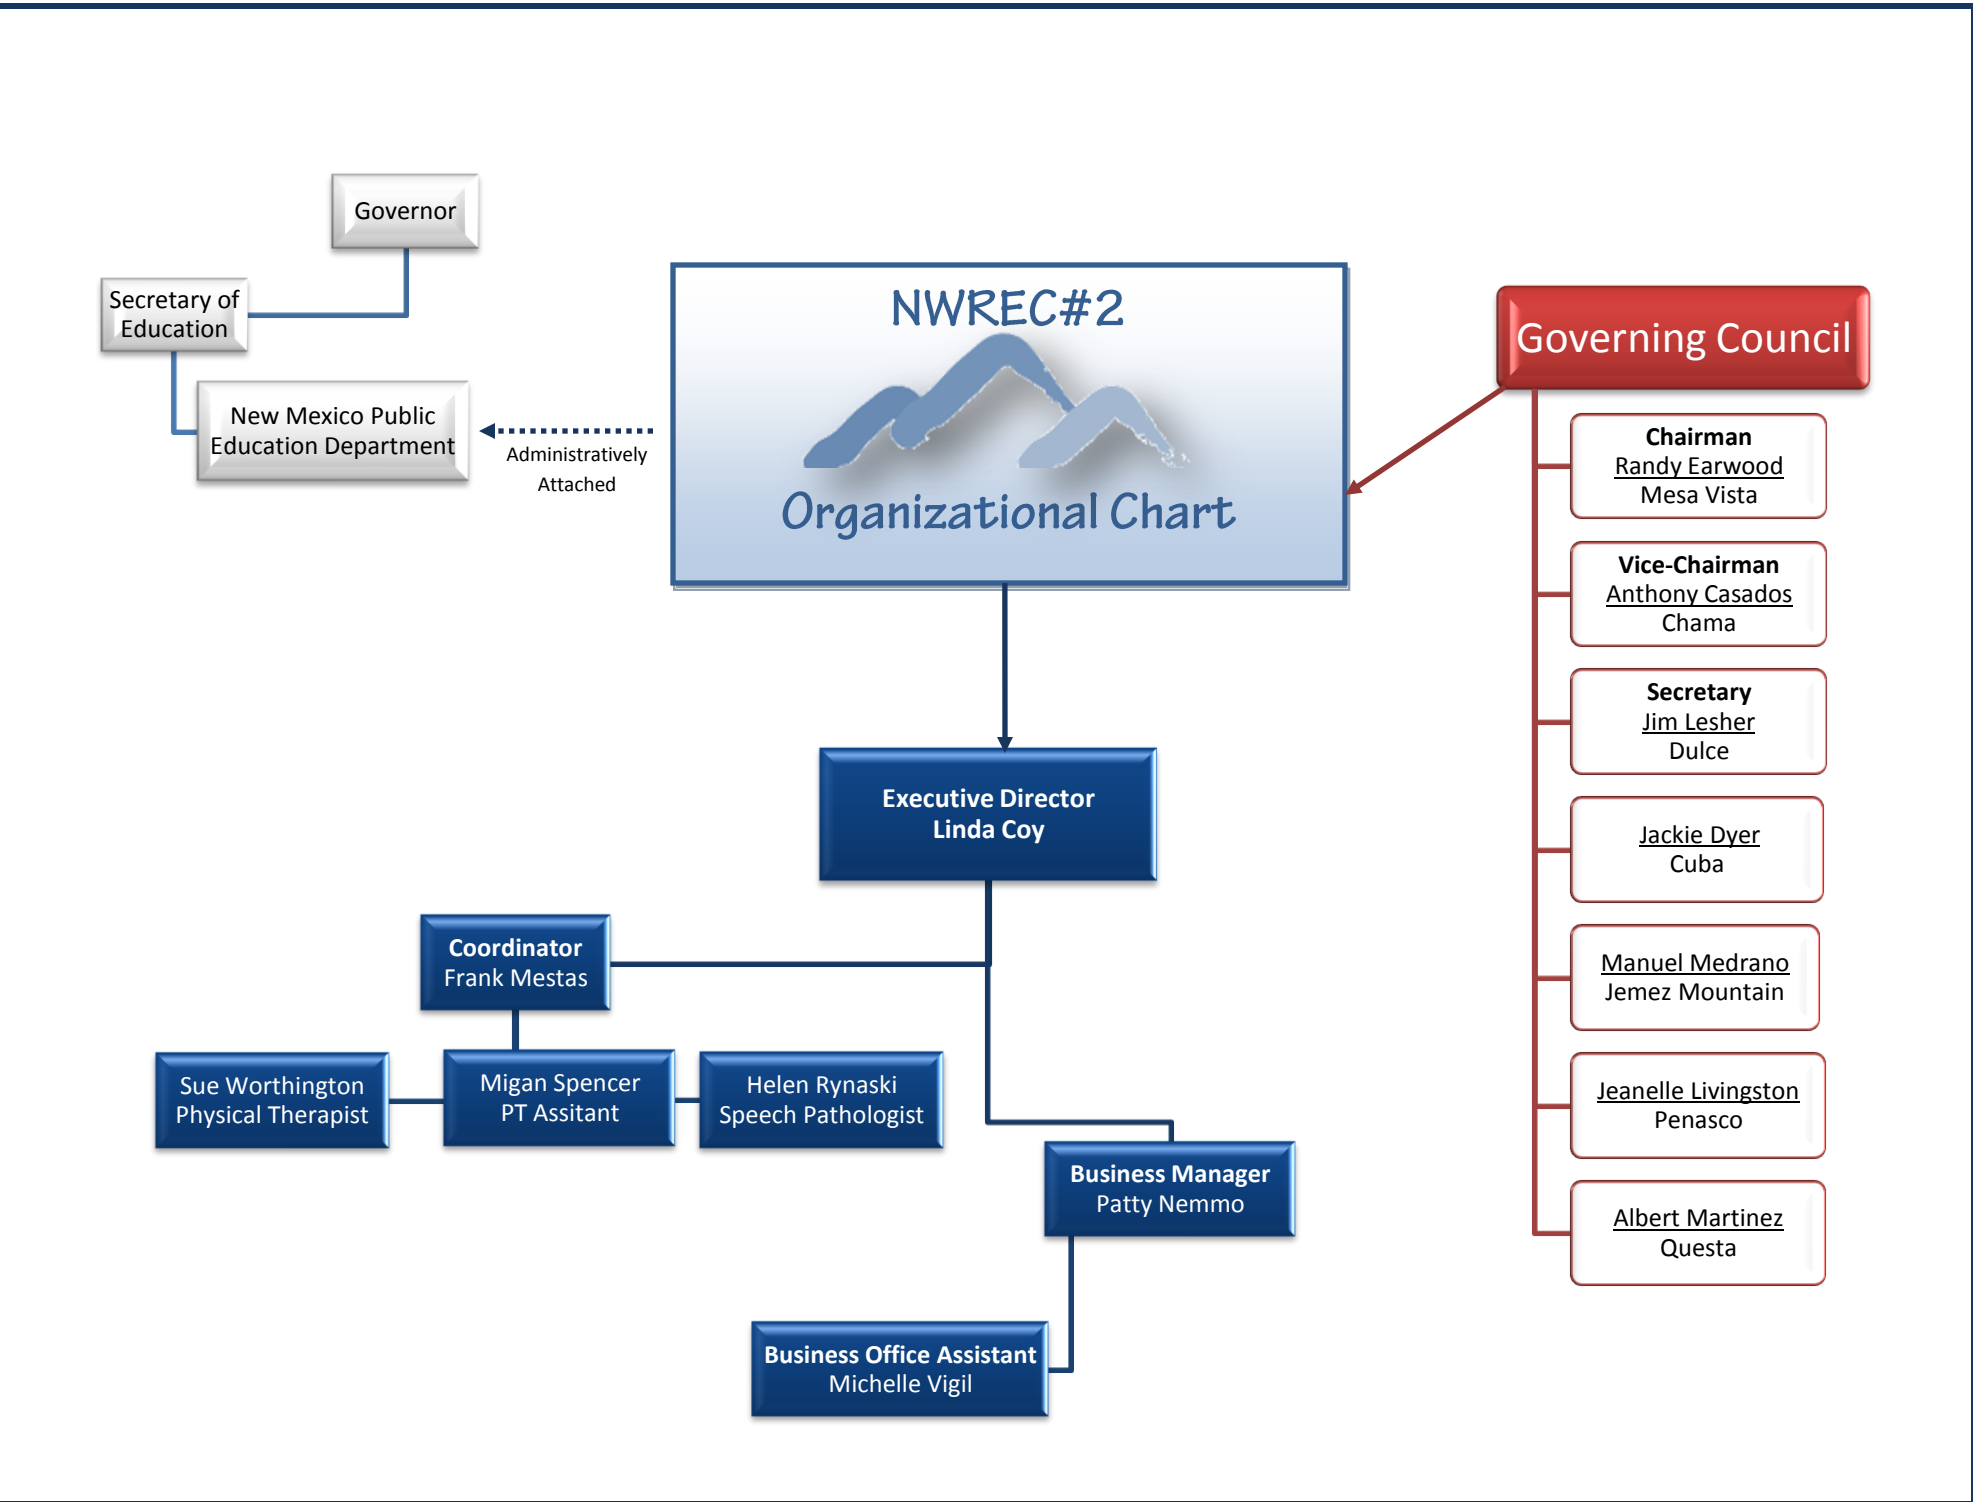 Governor
Secretary of
Education
New Mexico Public
Education Department
Administratively
Attached
NWREC#2
Organizational Chart
Governing Council
Chairman
Randy Earwood
Mesa Vista
Vice-Chairman
Anthony Casados
Chama
Secretary
Jim Lesher
Dulce
Jackie Dyer
Cuba
Manuel Medrano
Jemez Mountain
Jeanelle Livingston
Penasco
Albert Martinez
Questa
Executive Director
Linda Coy
Coordinator
Frank Mestas
Sue Worthington
Physical Therapist
Migan Spencer
PT Assitant
Helen Rynaski
Speech Pathologist
Business Manager
Patty Nemmo
Business Office Assistant
Michelle Vigil